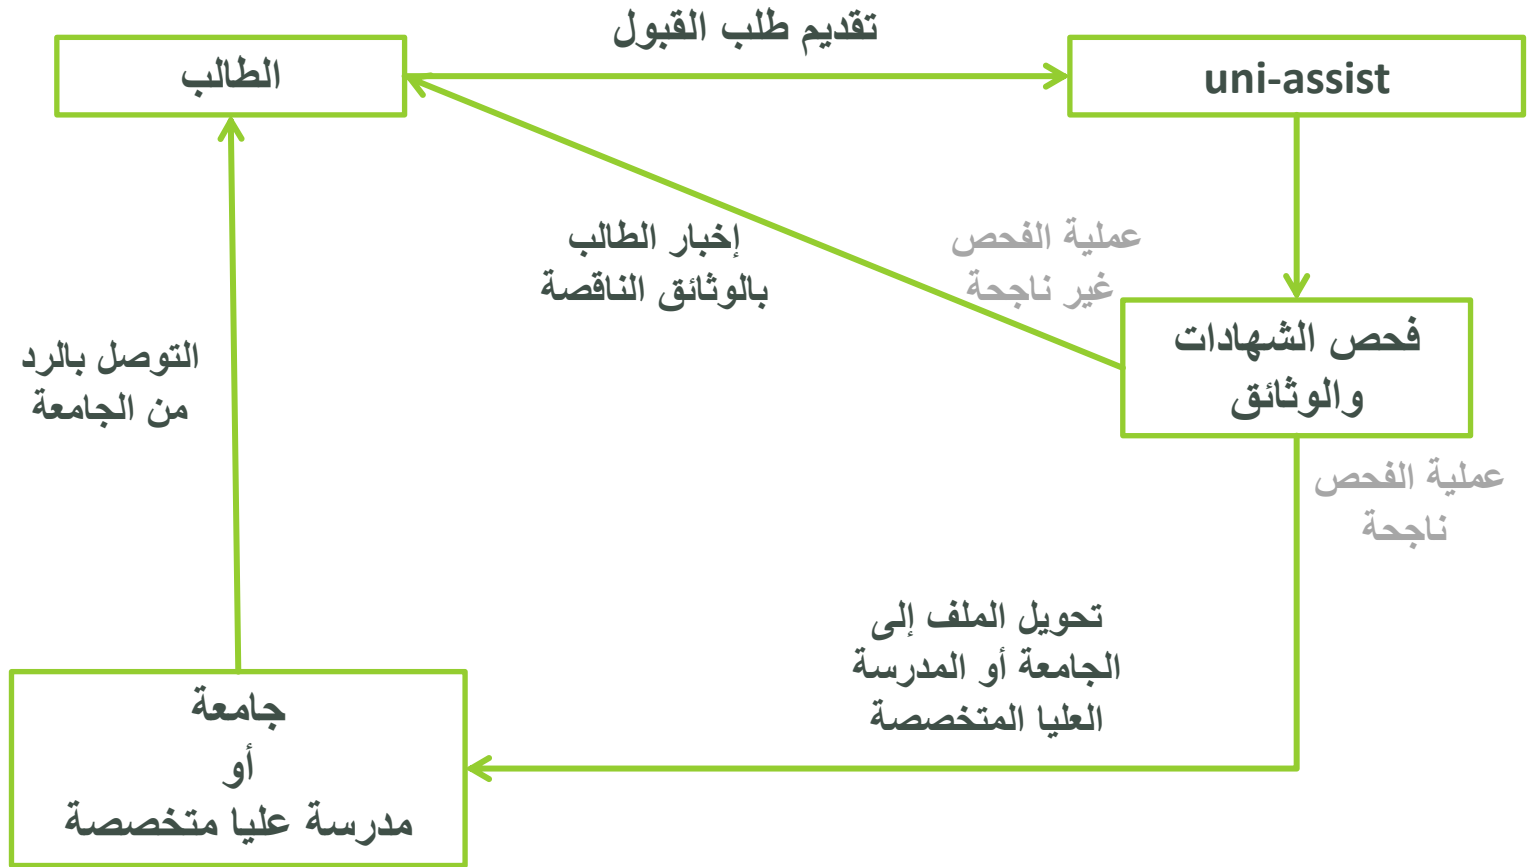 تقديم طلب القبول
الطالب
uni-assist
إخبار الطالب
بالوثائق الناقصة
عملية الفحص
غير ناجحة
فحص الشهادات
والوثائق
التوصل بالرد
من الجامعة
عملية الفحص
ناجحة
تحويل الملف إلى
الجامعة أو المدرسة
العليا المتخصصة
جامعة
أو
مدرسة عليا متخصصة